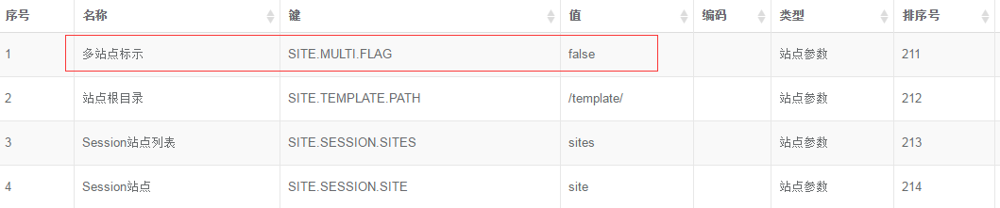 序号 名称 键 值 编码 类型 排序号
1 多站点标示 SITE.MULTI.FLAG false 站点参数 211
2 站点根目录 SITE.TEMPLATE.PATH /template/ 站点参数 212
3 Session站点列表 SITE.SESSION.SITES sites 站点参数 213
4 Session站点 SITE.SESSION.SITE site 站点参数 214